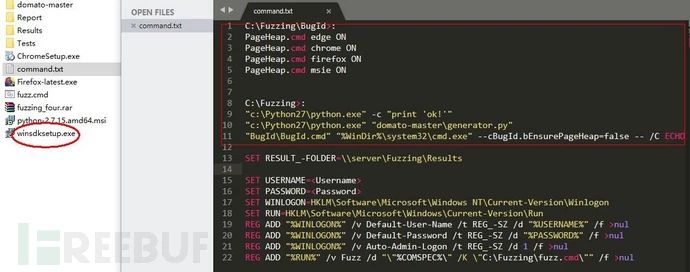 domato-master
Report
Results
Tests
ChromeSetup.exe
command.txt
Firefox-latest.exe
fuzz.cmd
fuzzing_four.rar
python-2.7.15.amd64.msi
winsdksetup.exe
OPEN FILES
command.txt
command.txt
1 C:\Fuzzing\BugId>:
2 PageHeap.cmd edge ON
3 PageHeap.cmd chrome ON
4 PageHeap.cmd firefox ON
5 PageHeap.cmd msie ON
6
7
8 C:\Fuzzing>:
9 "c:\Python27\python.exe" -c "print 'ok!'"
10 "c:\Python27\python.exe" "domato-master\generator.py"
11 "BugId\BugId.cmd" "%WinDir%\system32\cmd.exe" --cBugId.bEnsurePageHeap=false -- /C ECHO
12
13 SET RESULT_-FOLDER=\\server\Fuzzing\Results
14
15 SET USERNAME=<Username>
16 SET PASSWORD=<Password>
17 SET WINLOGON=HKLM\Software\Microsoft\Windows NT\Current-Version\Winlogon
18 SET RUN=HKLM\Software\Microsoft\Windows\Current-Version\Run
19 REG ADD "%WINLOGON%" /v Default-User-Name /t REG_-SZ /d "%USERNAME%" /f >nul
20 REG ADD "%WINLOGON%" /v Default-Password /t REG_-SZ /d "%PASSWORD%" /f >nul
21 REG ADD "%WINLOGON%" /v Auto-Admin-Logon /t REG_-SZ /d 1 /f >nul
22 REG ADD "%RUN%" /v Fuzz /d "\"%COMSPEC%\" /K \"C:\Fuzzing\fuzz.cmd\"" /f >nul
FREEBUF